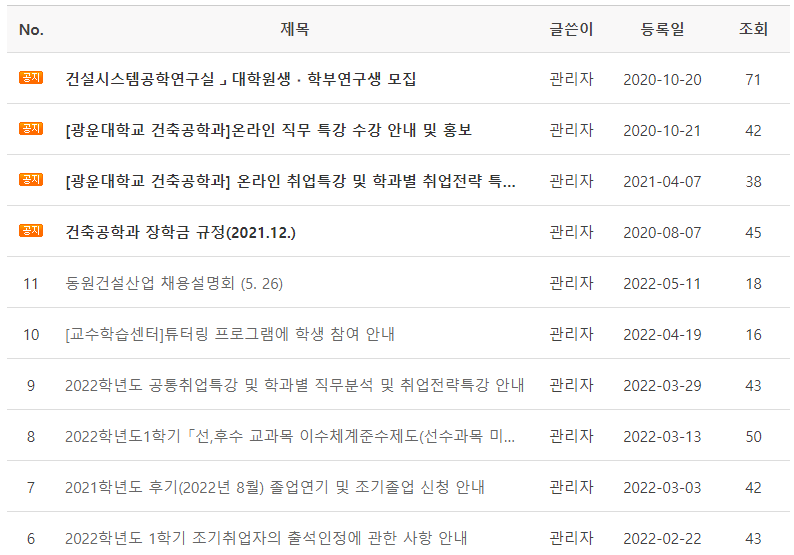 No. 제목 글쓴이 등록일 조회
공지 건설시스템공학연구실 」 대학원생 · 학부연구생 모집 관리자 2020-10-20 71
공지 [광운대학교 건축공학과]온라인 직무 특강 수강 안내 및 홍보 관리자 2020-10-21 42
공지 [광운대학교 건축공학과] 온라인 취업특강 및 학과별 취업전략 특... 관리자 2021-04-07 38
공지 건축공학과 장학금 규정(2021.12.) 관리자 2020-08-07 45
11 동원건설산업 채용설명회 (5. 26) 관리자 2022-05-11 18
10 [교수학습센터]튜터링 프로그램에 학생 참여 안내 관리자 2022-04-19 16
9 2022학년도 공통취업특강 및 학과별 직무분석 및 취업전략특강 안내 관리자 2022-03-29 43
8 2022학년도1학기 「선,후수 교과목 이수체계준수제도(선수과목 미... 관리자 2022-03-13 50
7 2021학년도 후기(2022년 8월) 졸업연기 및 조기졸업 신청 안내 관리자 2022-03-03 42
6 2022학년도 1학기 조기취업자의 출석인정에 관한 사항 안내 관리자 2022-02-22 43